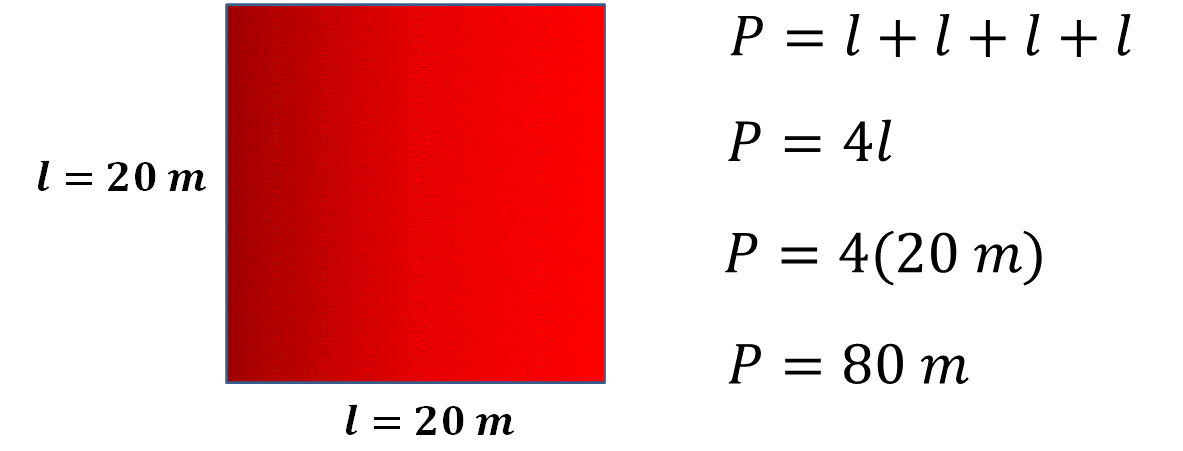 P = l + l + l + l
P = 4l
l = 20 m
P = 4(20 m)
P = 80 m
l = 20 m